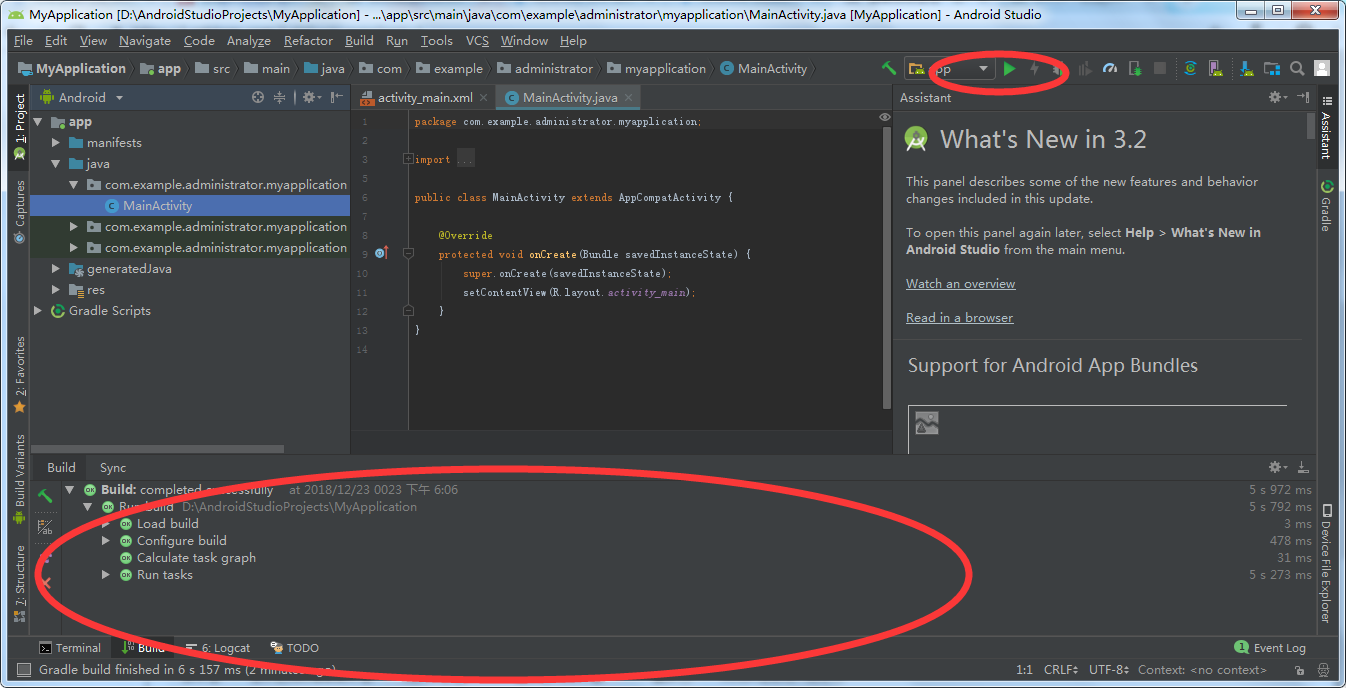 MyApplication [D:\AndroidStudioProjects\MyApplication] - ...\app\src\main\java\com\example\administrator\myapplication\MainActivity.java [MyApplication] - Android Studio
File Edit View Navigate Code Analyze Refactor Build Run Tools VCS Window Help
MyApplication app src main java com example administrator myapplication MainActivity
Android
activity_main.xml
MainActivity.java
Assistant
1: Project
Captures
2: Favorites
Build Variants
7: Structure
app
manifests
java
com.example.administrator.myapplication
MainActivity
com.example.administrator.myapplication
com.example.administrator.myapplication
generatedJava
res
Gradle Scripts
1 package com.example.administrator.myapplication;
2
3 import ...
5
6 public class MainActivity extends AppCompatActivity {
7
8 @Override
9 protected void onCreate(Bundle savedInstanceState) {
10 super.onCreate(savedInstanceState);
11 setContentView(R.layout.activity_main);
12 }
13 }
14
What's New in 3.2
This panel describes some of the new features and behavior
changes included in this update.
To open this panel again later, select Help > What's New in
Android Studio from the main menu.
Watch an overview
Read in a browser
Support for Android App Bundles
Assistant
Gradle
Device File Explorer
Build Sync
Build: completed successfully at 2018/12/23 0023 下午 6:06 5 s 972 ms
Run build D:\AndroidStudioProjects\MyApplication 5 s 792 ms
Load build 3 ms
Configure build 478 ms
Calculate task graph 31 ms
Run tasks 5 s 273 ms
Terminal Build 6: Logcat TODO 1 Event Log
Gradle build finished in 6 s 157 ms (2 minutes ago) 1:1 CRLF UTF-8 Context: <no context>